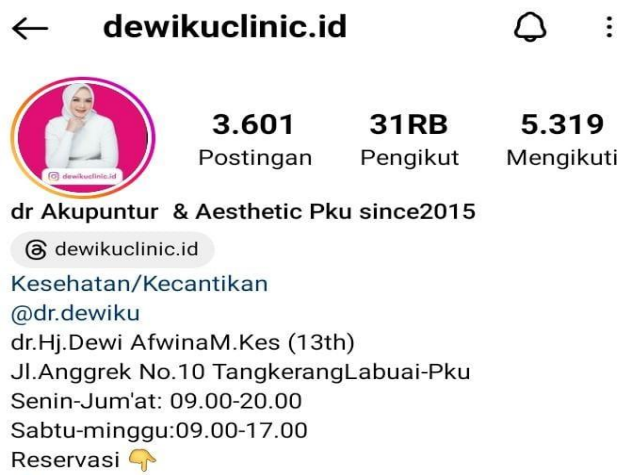 dewikuclinic.id
3.601 31RB 5.319
Postingan Pengikut Mengikuti
dewikuclinic.id
dr Akupuntur & Aesthetic Pku since2015
dewikuclinic.id
Kesehatan/Kecantikan
@dr.dewiku
dr.Hj.Dewi AfwinaM.Kes (13th)
Jl.Anggrek No.10 TangkerangLabuai-Pku
Senin-Jum'at: 09.00-20.00
Sabtu-minggu:09.00-17.00
Reservasi 👇